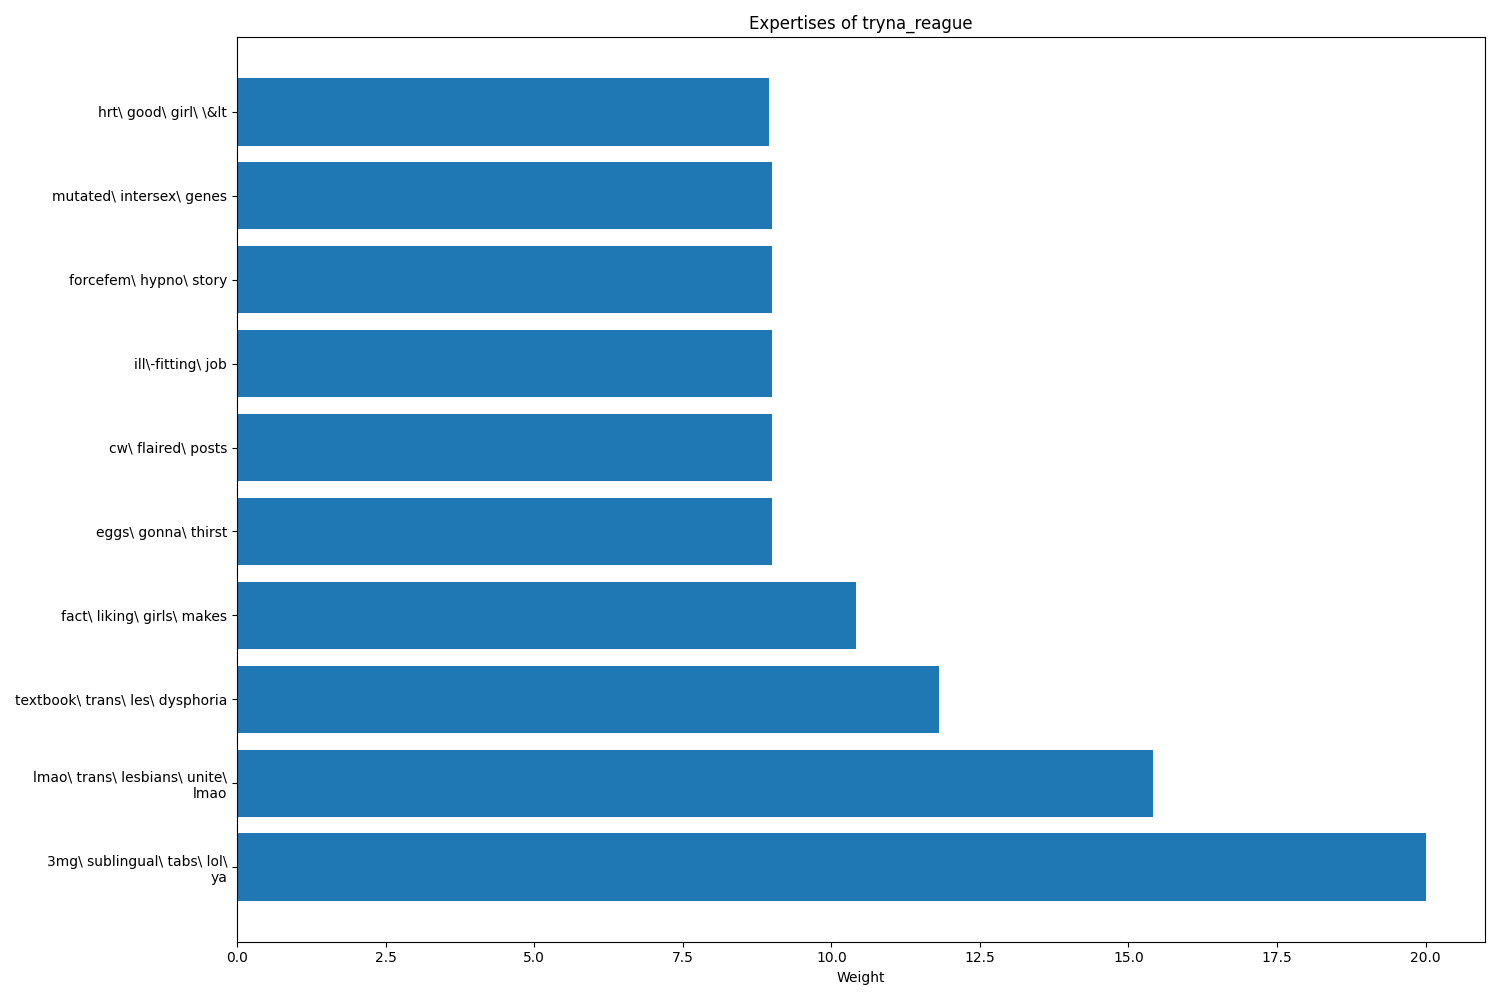 Expertises of tryna_reague
hrt\ good\ girl\ \&lt
mutated\ intersex\ genes
forcefem\ hypno\ story
ill\-fitting\ job
cw\ flaired\ posts
eggs\ gonna\ thirst
fact\ liking\ girls\ makes
textbook\ trans\ les\ dysphoria
lmao\ trans\ lesbians\ unite\
lmao
3mg\ sublingual\ tabs\ lol\
ya
0.0 2.5 5.0 7.5 10.0 12.5 15.0 17.5 20.0
Weight